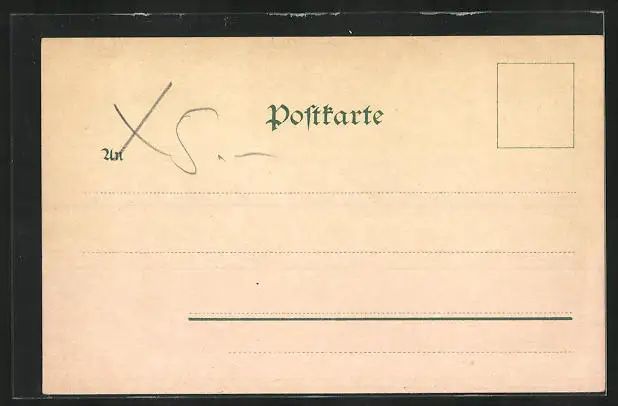 Postkarte
X 5.—
An